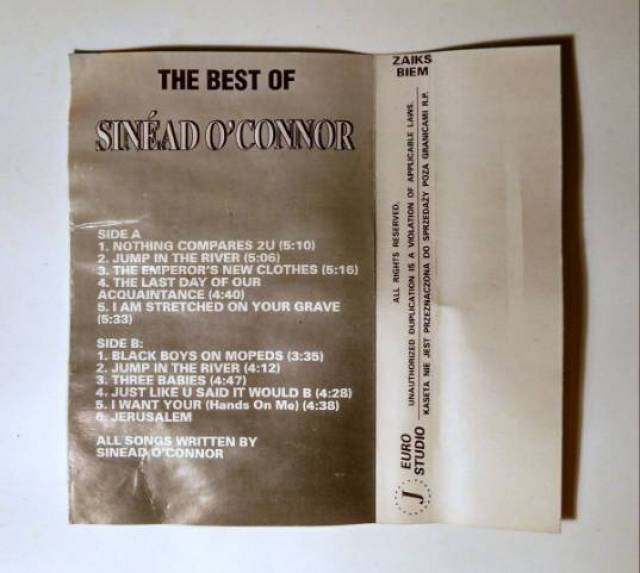 THE BEST OF
SINÉAD O'CONNOR
SIDE A
1. NOTHING COMPARES 2U (5:10)
2. JUMP IN THE RIVER (5:06)
3. THE EMPEROR'S NEW CLOTHES (5:16)
4. THE LAST DAY OF OUR
ACQUAINTANCE (4:40)
5. I AM STRETCHED ON YOUR GRAVE
(5:33)
SIDE B:
1. BLACK BOYS ON MOPEDS (3:35)
2. JUMP IN THE RIVER (4:12)
3. THREE BABIES (4:47)
4. JUST LIKE U SAID IT WOULD B (4:28)
5. I WANT YOUR (Hands On Me) (4:38)
6. JERUSALEM
ALL SONGS WRITTEN BY
SINEAD O'CONNOR
ZAIKS
BIEM
ALL RIGHTS RESERVED.
UNAUTHORIZED DUPLICATION IS A VIOLATION OF APPLICABLE LAWS.
KASETA NIE JEST PRZEZNACZONA DO SPRZEDAŻY POZA GRANICAMI R.P.
EURO
STUDIO
J